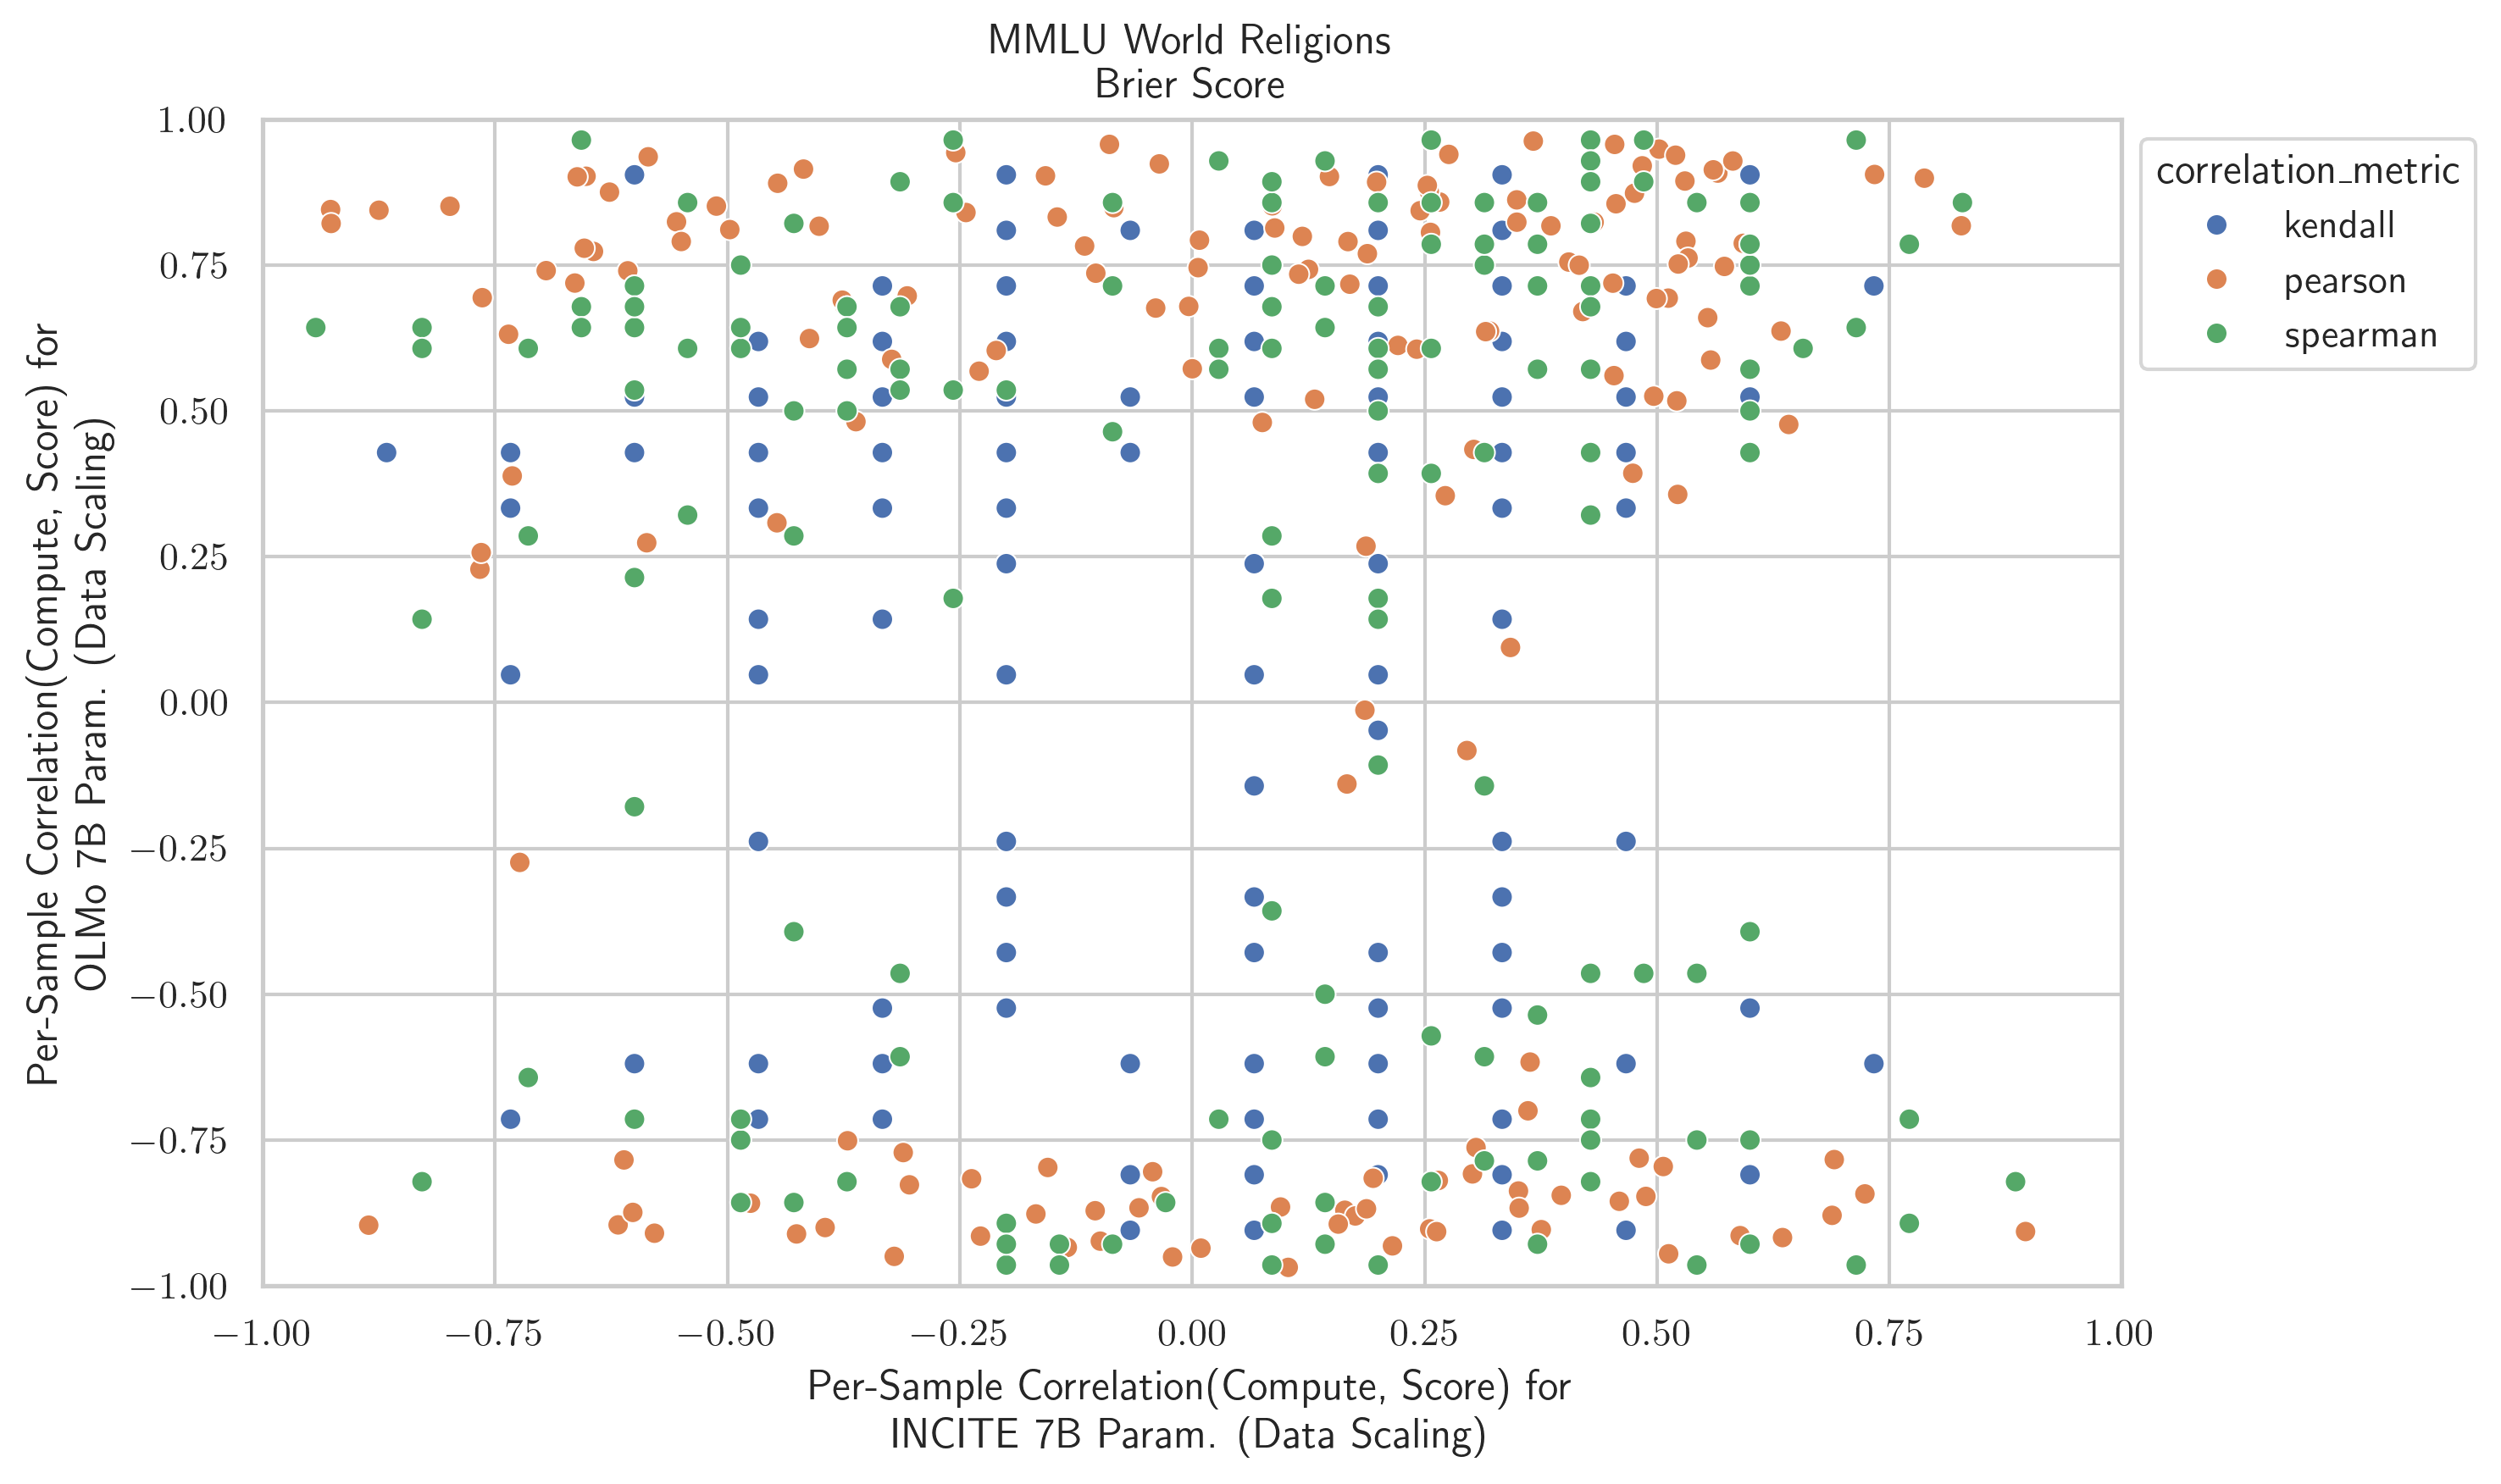 MMLU World Religions
Brier Score
1.00
0.75
0.50
0.25
0.00
−0.25
−0.50
−0.75
−1.00
Per-Sample Correlation(Compute, Score) for
OLMo 7B Param. (Data Scaling)
correlation_metric
kendall
pearson
spearman
−1.00 −0.75 −0.50 −0.25 0.00 0.25 0.50 0.75 1.00
Per-Sample Correlation(Compute, Score) for
INCITE 7B Param. (Data Scaling)